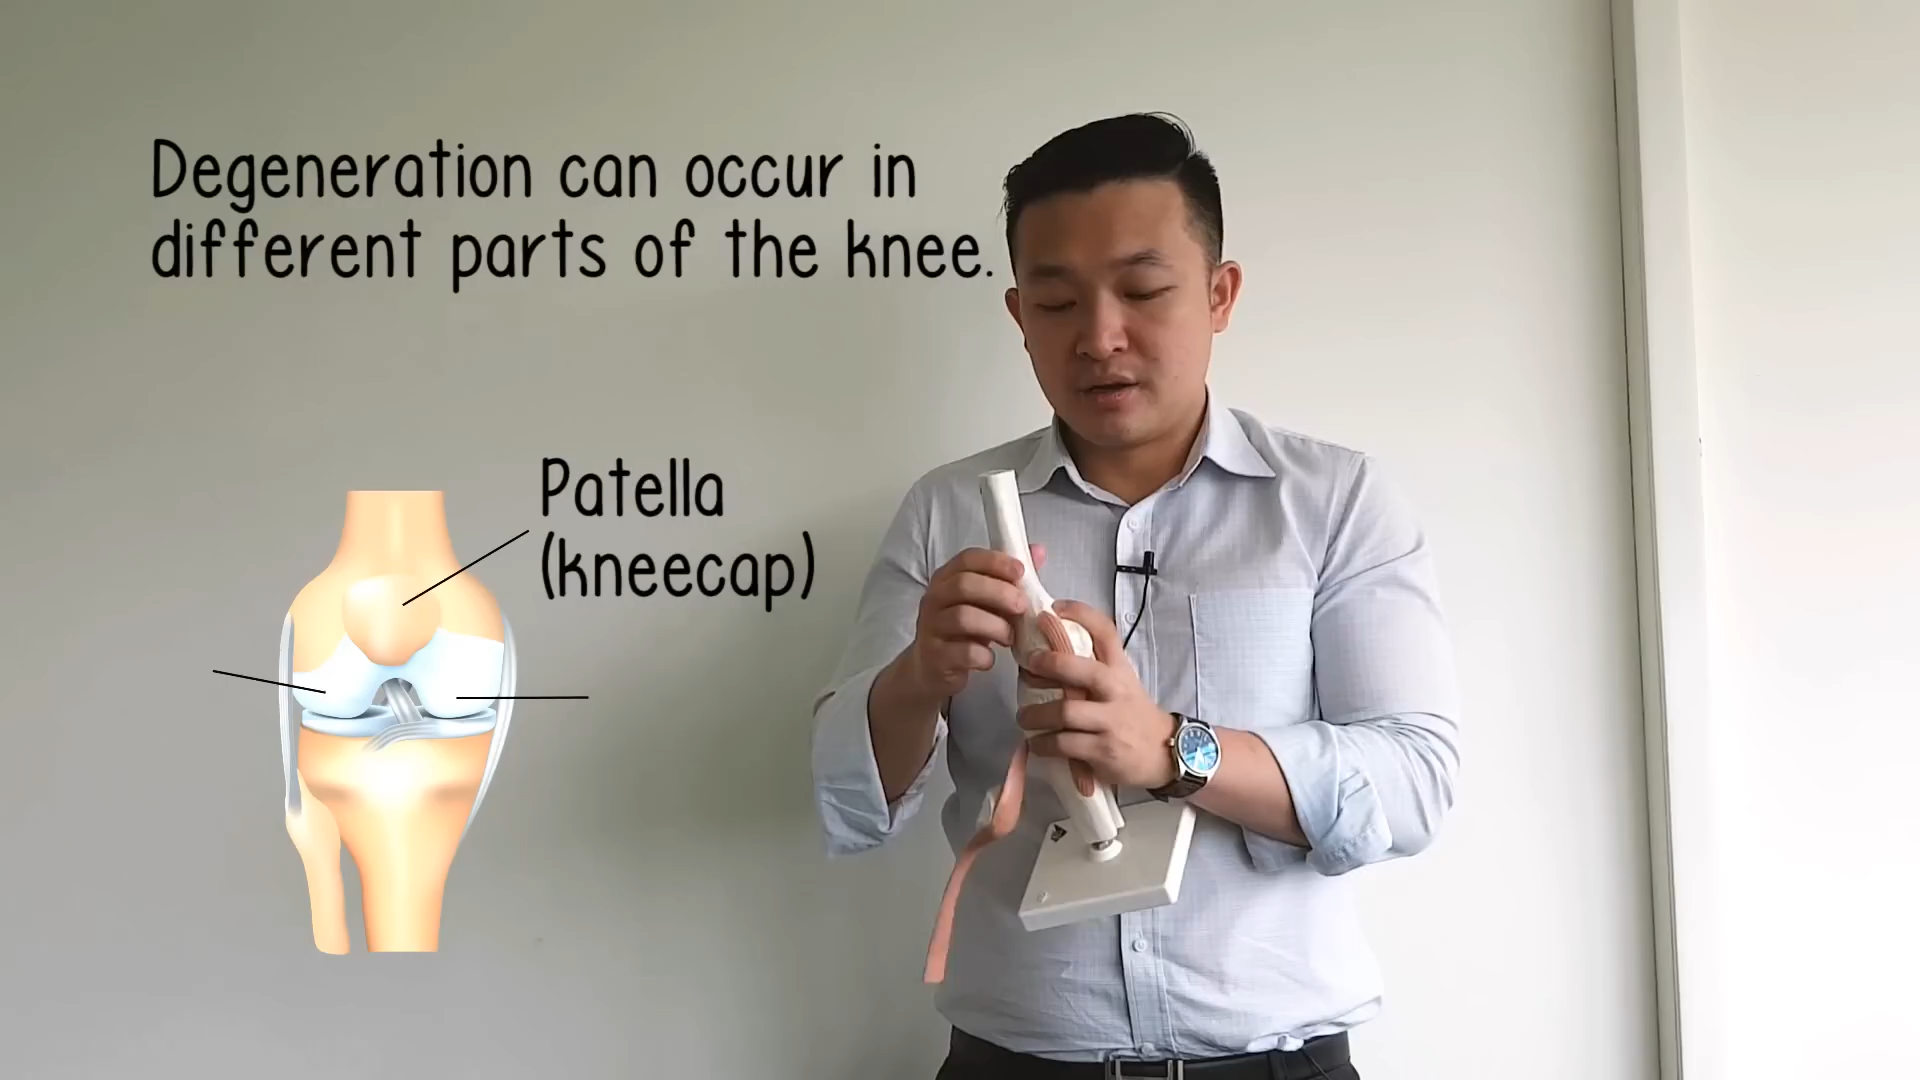 Degeneration can occur in
different parts of the knee.
Patella
(kneecap)